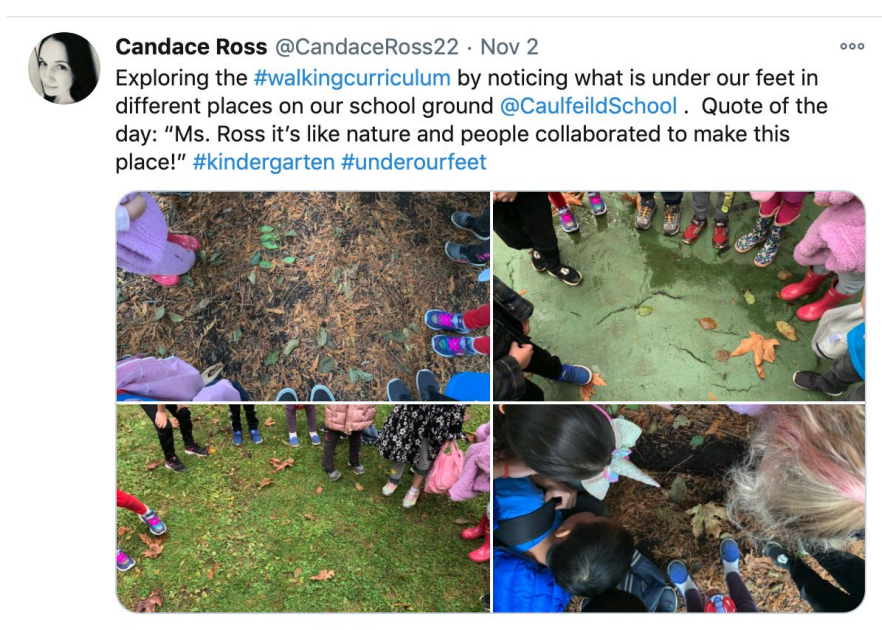 Candace Ross @CandaceRoss22 · Nov 2
Exploring the #walkingcurriculum by noticing what is under our feet in
different places on our school ground @CaulfeildSchool .  Quote of the
day: “Ms. Ross it’s like nature and people collaborated to make this
place!” #kindergarten #underourfeet